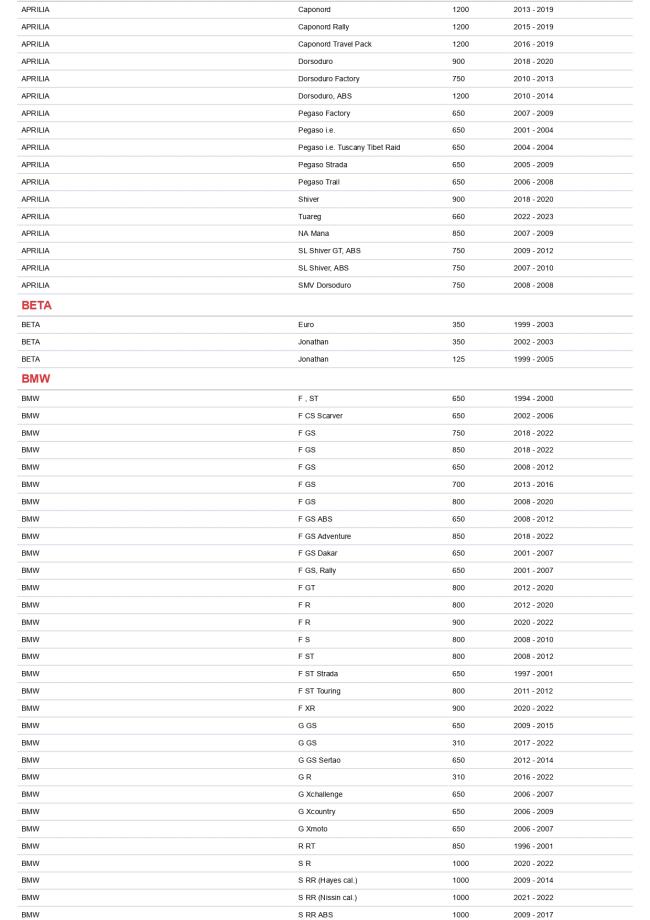 APRILIA Caponord 1200 2013 - 2019
APRILIA Caponord Rally 1200 2015 - 2019
APRILIA Caponord Travel Pack 1200 2016 - 2019
APRILIA Dorsoduro 900 2018 - 2020
APRILIA Dorsoduro Factory 750 2010 - 2013
APRILIA Dorsoduro, ABS 1200 2010 - 2014
APRILIA Pegaso Factory 650 2007 - 2009
APRILIA Pegaso i.e. 650 2001 - 2004
APRILIA Pegaso i.e. Tuscany Tibet Raid 650 2004 - 2004
APRILIA Pegaso Strada 650 2005 - 2009
APRILIA Pegaso Trail 650 2006 - 2008
APRILIA Shiver 900 2018 - 2020
APRILIA Tuareg 660 2022 - 2023
APRILIA NA Mana 850 2007 - 2009
APRILIA SL Shiver GT, ABS 750 2009 - 2012
APRILIA SL Shiver, ABS 750 2007 - 2010
APRILIA SMV Dorsoduro 750 2008 - 2008
BETA
BETA Euro 350 1999 - 2003
BETA Jonathan 350 2002 - 2003
BETA Jonathan 125 1999 - 2005
BMW
BMW F , ST 650 1994 - 2000
BMW F CS Scarver 650 2002 - 2006
BMW F GS 750 2018 - 2022
BMW F GS 850 2018 - 2022
BMW F GS 650 2008 - 2012
BMW F GS 700 2013 - 2016
BMW F GS 800 2008 - 2020
BMW F GS ABS 650 2008 - 2012
BMW F GS Adventure 850 2018 - 2022
BMW F GS Dakar 650 2001 - 2007
BMW F GS, Rally 650 2001 - 2007
BMW F GT 800 2012 - 2020
BMW F R 800 2012 - 2020
BMW F R 900 2020 - 2022
BMW F S 800 2008 - 2010
BMW F ST 800 2008 - 2012
BMW F ST Strada 650 1997 - 2001
BMW F ST Touring 800 2011 - 2012
BMW F XR 900 2020 - 2022
BMW G GS 650 2009 - 2015
BMW G GS 310 2017 - 2022
BMW G GS Sertao 650 2012 - 2014
BMW G R 310 2016 - 2022
BMW G Xchallenge 650 2006 - 2007
BMW G Xcountry 650 2006 - 2009
BMW G Xmoto 650 2006 - 2007
BMW R RT 850 1996 - 2001
BMW S R 1000 2020 - 2022
BMW S RR (Hayes cal.) 1000 2009 - 2014
BMW S RR (Nissin cal.) 1000 2021 - 2022
BMW S RR ABS 1000 2009 - 2017